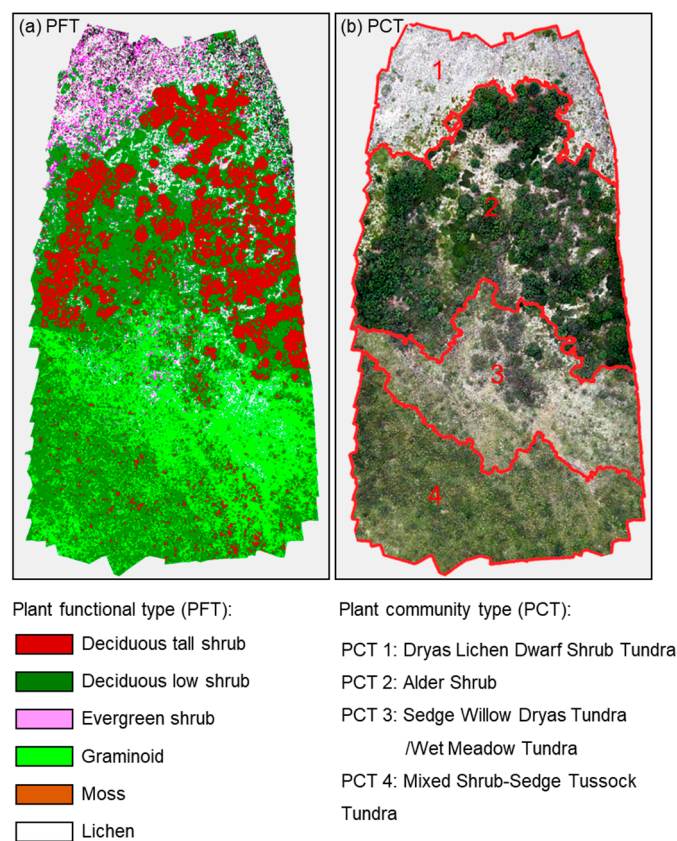 (a) PFT
(b) PCT
1
2
3
4
Plant functional type (PFT):
Deciduous tall shrub
Deciduous low shrub
Evergreen shrub
Graminoid
Moss
Lichen
Plant community type (PCT):
PCT 1: Dryas Lichen Dwarf Shrub Tundra
PCT 2: Alder Shrub
PCT 3: Sedge Willow Dryas Tundra
/Wet Meadow Tundra
PCT 4: Mixed Shrub-Sedge Tussock
Tundra